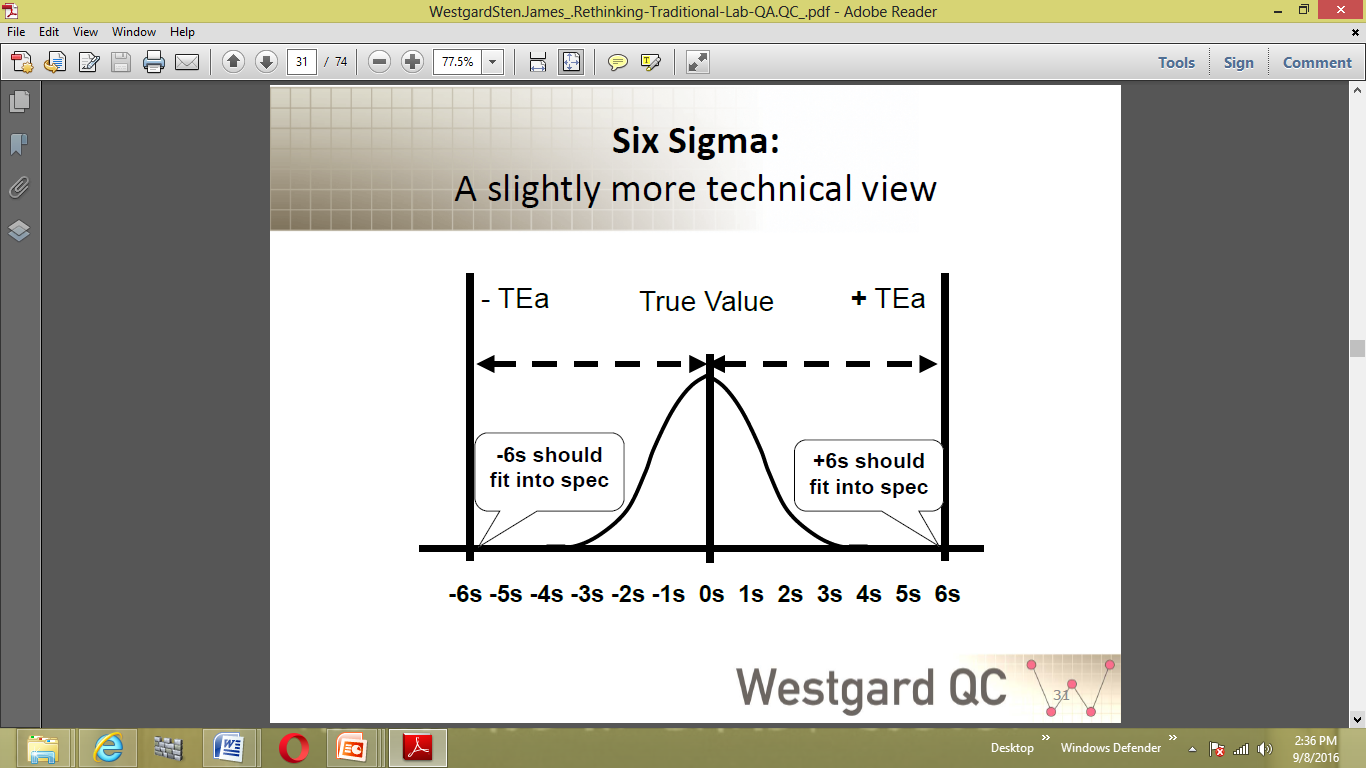 WestgardStenJames_.Rethinking-Traditional-Lab-QA.QC_.pdf - Adobe Reader
File Edit View Window Help
31 / 74 77.5% Tools Sign Comment
Six Sigma:
A slightly more technical view
- TEa True Value + TEa
-6s should
fit into spec
+6s should
fit into spec
-6s -5s -4s -3s -2s -1s 0s 1s 2s 3s 4s 5s 6s
Westgard QC
31
Desktop » Windows Defender »
2:36 PM
9/8/2016